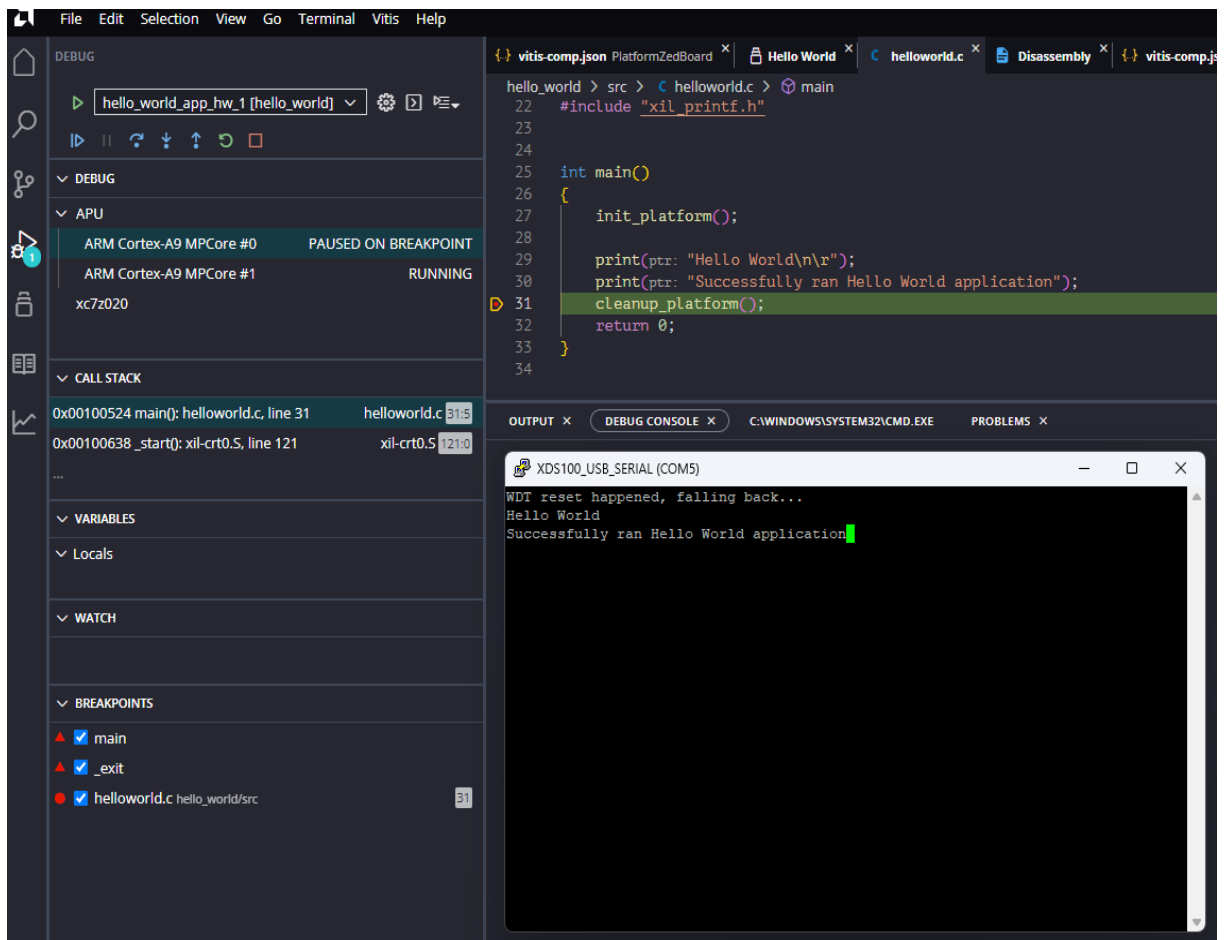 File Edit Selection View Go Terminal Vitis Help
DEBUG
hello_world_app_hw_1 [hello_world]
DEBUG
APU
ARM Cortex-A9 MPCore #0 PAUSED ON BREAKPOINT
ARM Cortex-A9 MPCore #1 RUNNING
xc7z020
1
CALL STACK
0x00100524 main(): helloworld.c, line 31 helloworld.c 31:5
0x00100638 _start(): xil-crt0.S, line 121 xil-crt0.S 121:0
...
VARIABLES
Locals
WATCH
BREAKPOINTS
main
_exit
helloworld.c hello_world/src 31
{..} vitis-comp.json PlatformZedBoard × Hello World × C helloworld.c × Disassembly × {..} vitis-comp.js
hello_world > src > C helloworld.c > main
22 #include "xil_printf.h"
23
24
25 int main()
26 {
27 init_platform();
28
29 print(ptr: "Hello World\n\r");
30 print(ptr: "Successfully ran Hello World application");
31 cleanup_platform();
32 return 0;
33 }
34
OUTPUT × DEBUG CONSOLE × C:\WINDOWS\SYSTEM32\CMD.EXE PROBLEMS ×
XDS100_USB_SERIAL (COM5)
WDT reset happened, falling back...
Hello World
Successfully ran Hello World application